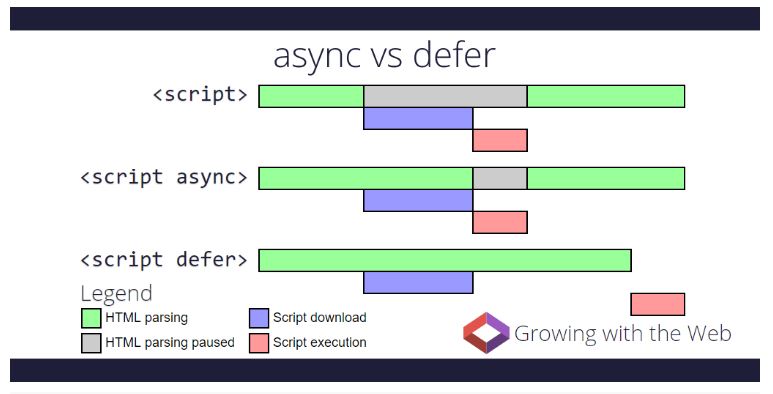 async vs defer
<script>
<script async>
<script defer>
Legend
HTML parsing
Script download
HTML parsing paused
Script execution
Growing with the Web